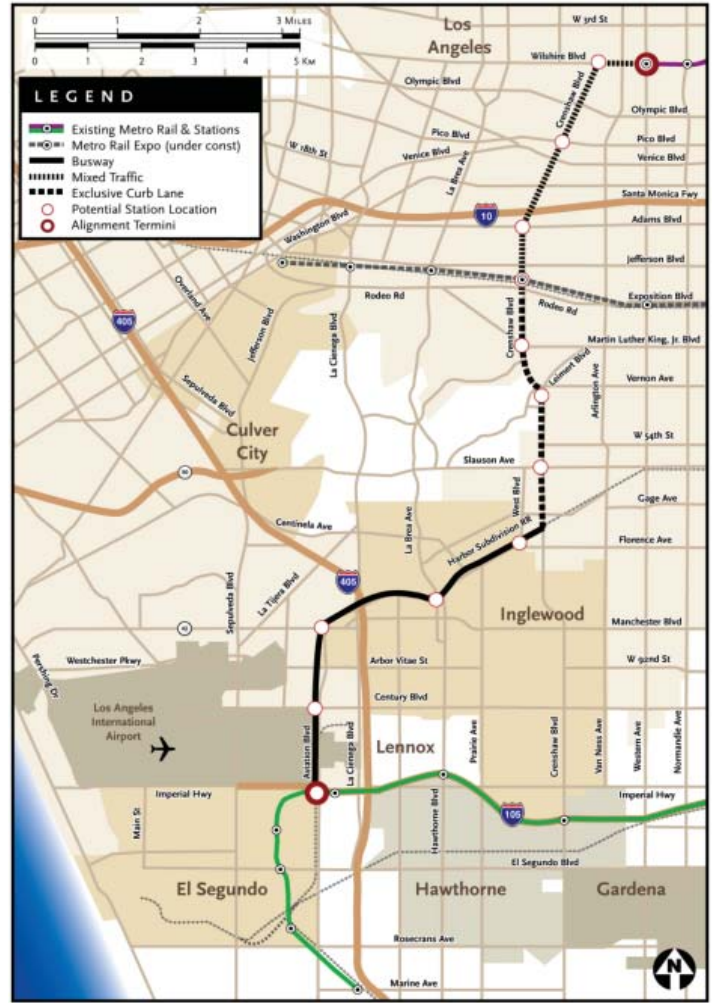 0 1 2 3 MILES
0 1 2 3 4 5 KM
LEGEND
Existing Metro Rail & Stations
Metro Rail Expo (under const)
Busway
Mixed Traffic
Exclusive Curb Lane
Potential Station Location
Alignment Termini
Los
Angeles
W 3rd St
Wilshire Blvd
Olympic Blvd
Crenshaw Blvd
Olympic Blvd
Pico Blvd
Pico Blvd
W 18th St
Venice Blvd
La Brea Ave
Venice Blvd
Santa Monica Fwy
10
Washington Blvd
Adams Blvd
Jefferson Blvd
Overland Ave
Rodeo Rd
Rodeo Rd
Exposition Blvd
405
Jefferson Blvd
La Cienega Blvd
Crenshaw Blvd
Martin Luther King, Jr. Blvd
Leimert Blvd
Arlington Ave
Vernon Ave
Sepulveda Blvd
Culver
City
W 54th St
Slauson Ave
90
West Blvd
Gage Ave
Centinela Ave
La Brea Ave
Harbor Subdivision RR
Florence Ave
405
Sepulveda Blvd
La Tijera Blvd
Inglewood
42
Manchester Blvd
Pershing Dr
Westchester Pkwy
Arbor Vitae St
W 92nd St
Los Angeles
International
Airport
Century Blvd
Aviation Blvd
La Cienega Blvd
Lennox
Prairie Ave
Crenshaw Blvd
Van Ness Ave
Western Ave
Normandie Ave
Imperial Hwy
Imperial Hwy
Main St
Hawthorne Blvd
105
El Segundo Blvd
El Segundo
Hawthorne
Gardena
Rosecrans Ave
Marine Ave
N